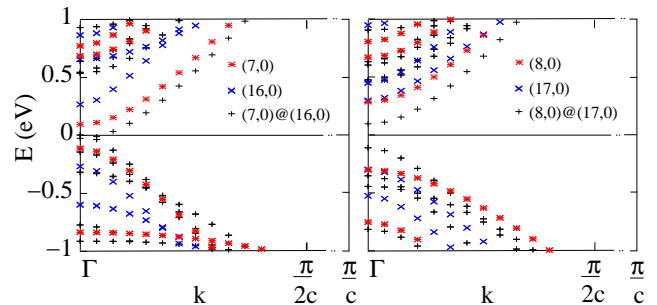 1
0.5
0
−0.5
−1
E (eV)
(7,0)
(16,0)
(7,0)@(16,0)
(8,0)
(17,0)
(8,0)@(17,0)
Γ
k
π/2c
π/c
Γ
k
π/2c
π/c